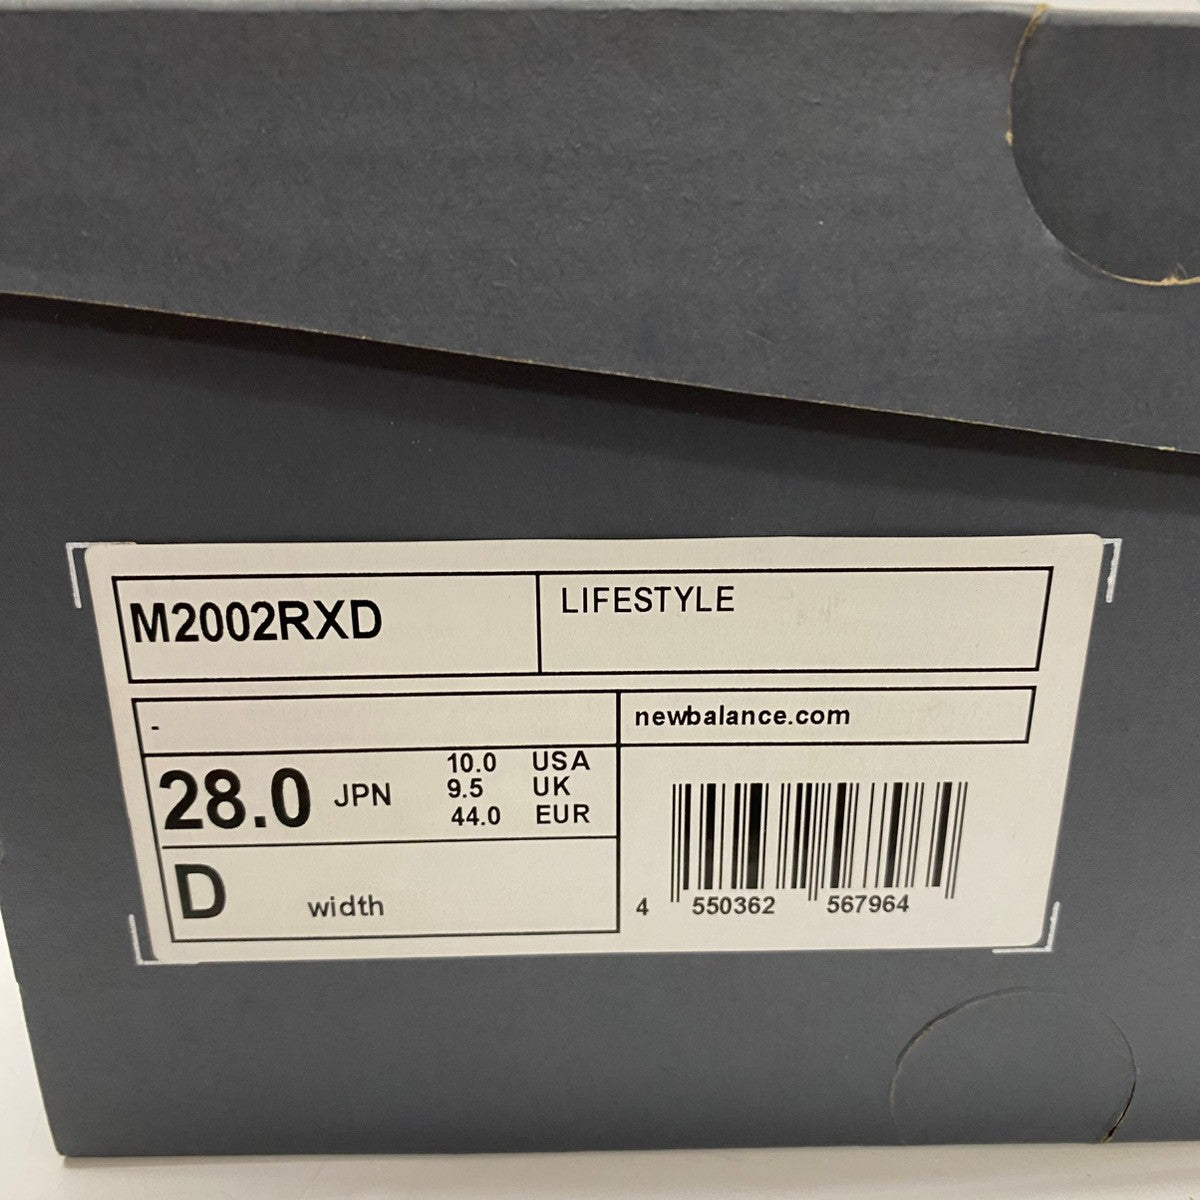 M2002RXD
LIFESTYLE
-
newbalance.com
28.0 JPN
10.0 USA
9.5 UK
44.0 EUR
D width
4 550362 567964